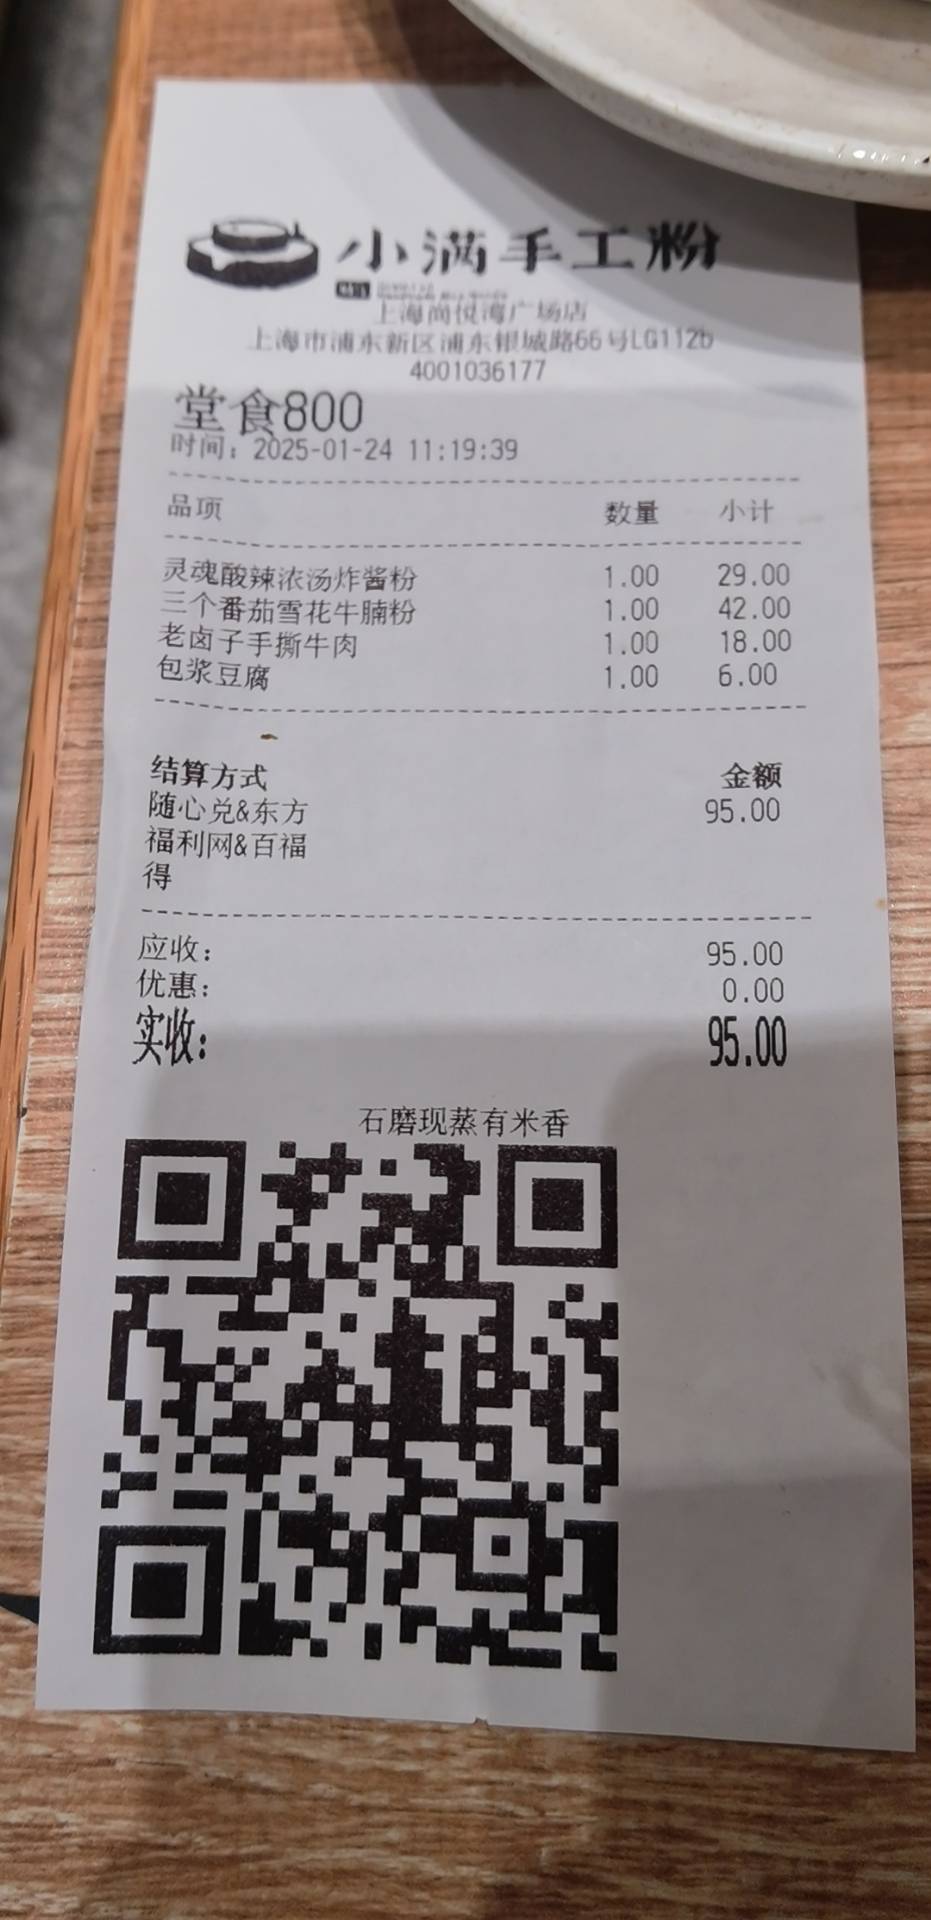 小满手工粉
上海尚悦湾广场店
上海市浦东新区浦东银城路66号LG112b
4001036177
堂食800
时间：2025-01-24 11:19:39
品项 数量 小计
灵魂酸辣浓汤炸酱粉 1.00 29.00
三个番茄雪花牛腩粉 1.00 42.00
老卤子手撕牛肉 1.00 18.00
包浆豆腐 1.00 6.00
结算方式 金额
随心兑&东方 95.00
福利网&百福
得
应收: 95.00
优惠: 0.00
实收: 95.00
石磨现蒸有米香